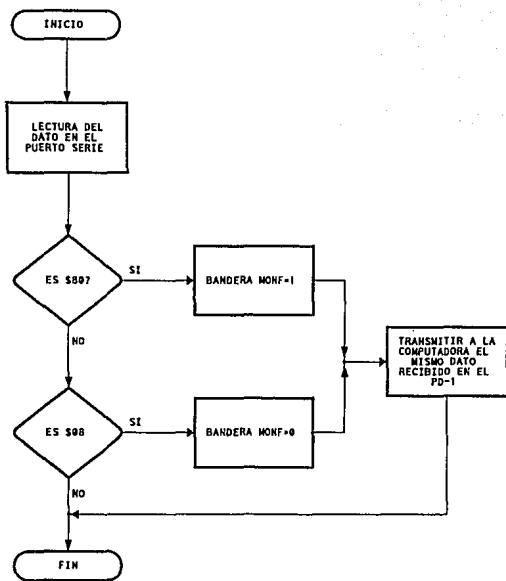 INICIO
LECTURA DEL
DATO EN EL
PUERTO SERIE
ES $80?
SI
BANDERA MONF=1
NO
TRANSMITIR A LA
COMPUTADORA EL
MISMO DATO
RECIBIDO EN EL
PD-1
ES $08
SI
BANDERA MONF=0
NO
FIN